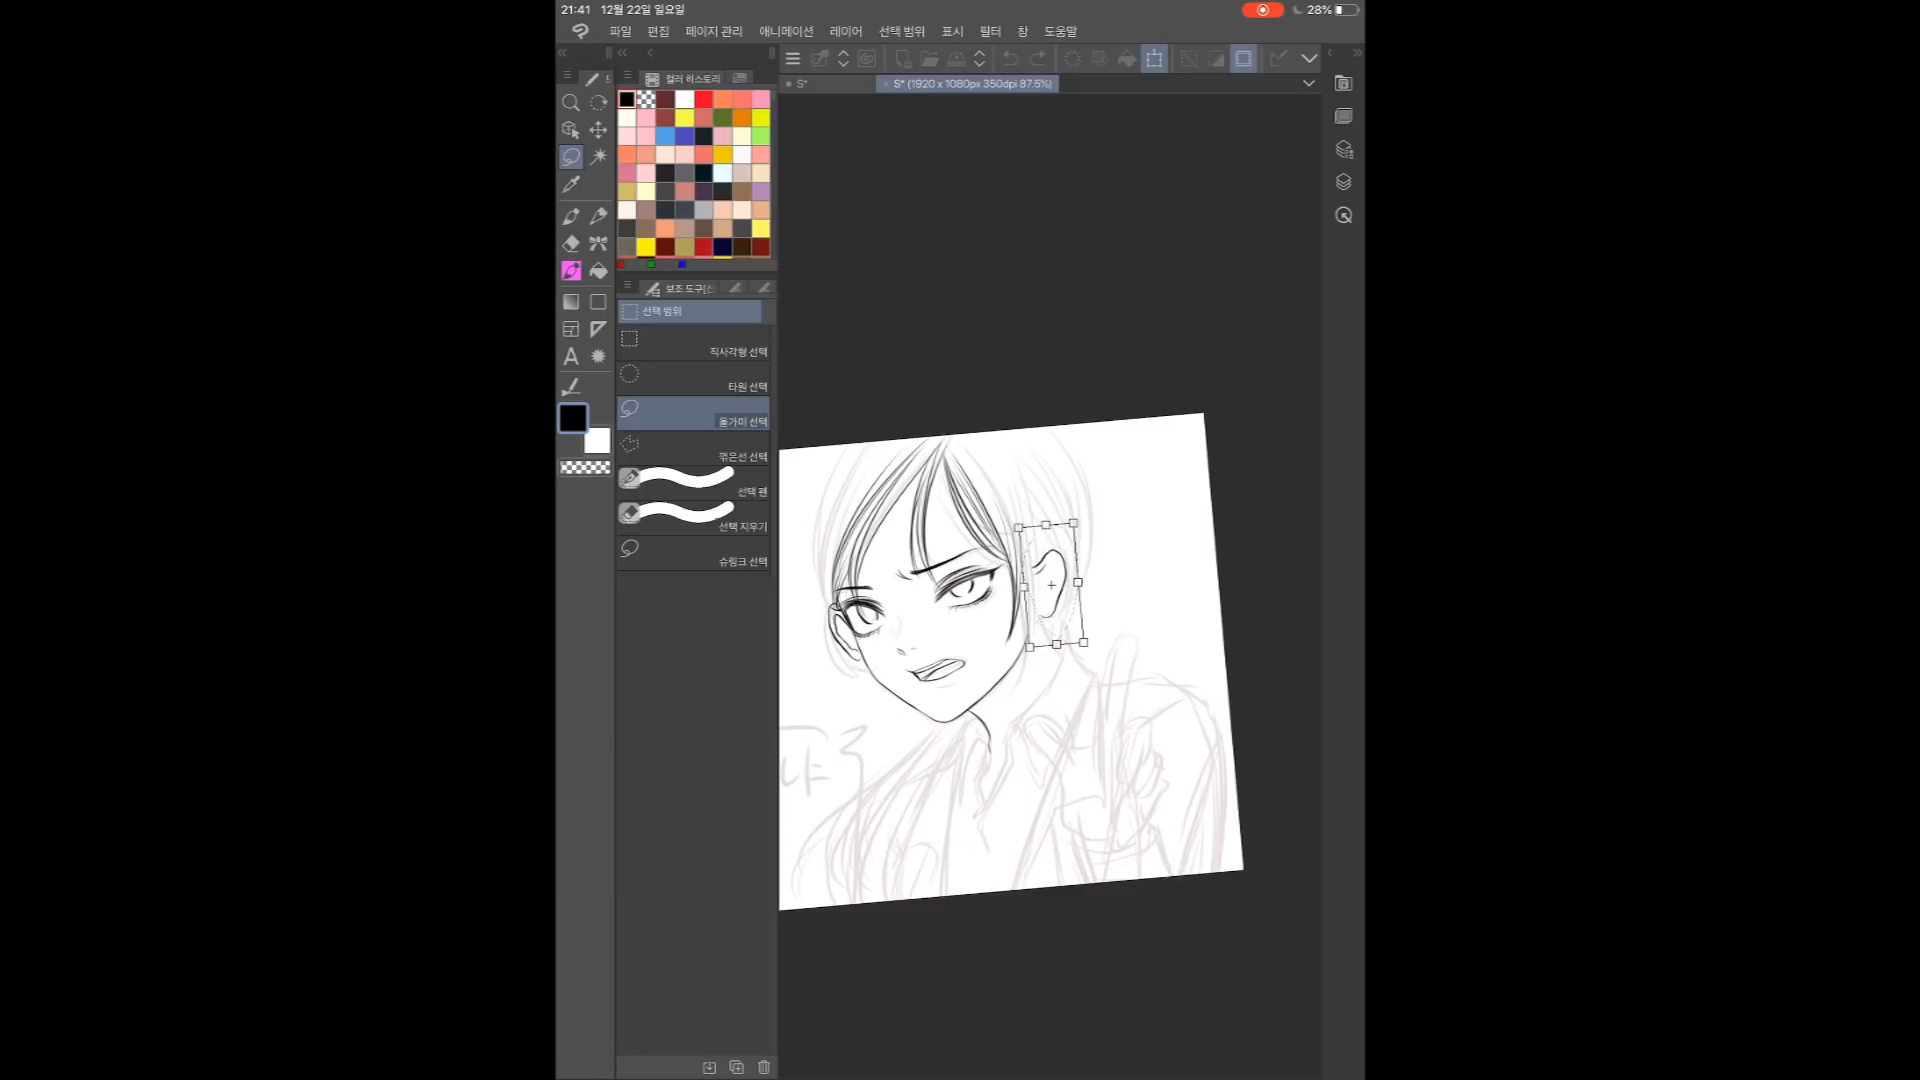 21:41 12월 22일 일요일
28%
파일 편집 페이지 관리 애니메이션 레이어 선택 범위 표시 필터 창 도움말
S*
S* (1920 x 1080px 350dpi 87.5%)
컬러 히스토리
보조 도구[선
선택 범위
직사각형 선택
타원 선택
올가미 선택
꺾은선 선택
선택 펜
선택 지우기
슈링크 선택
A